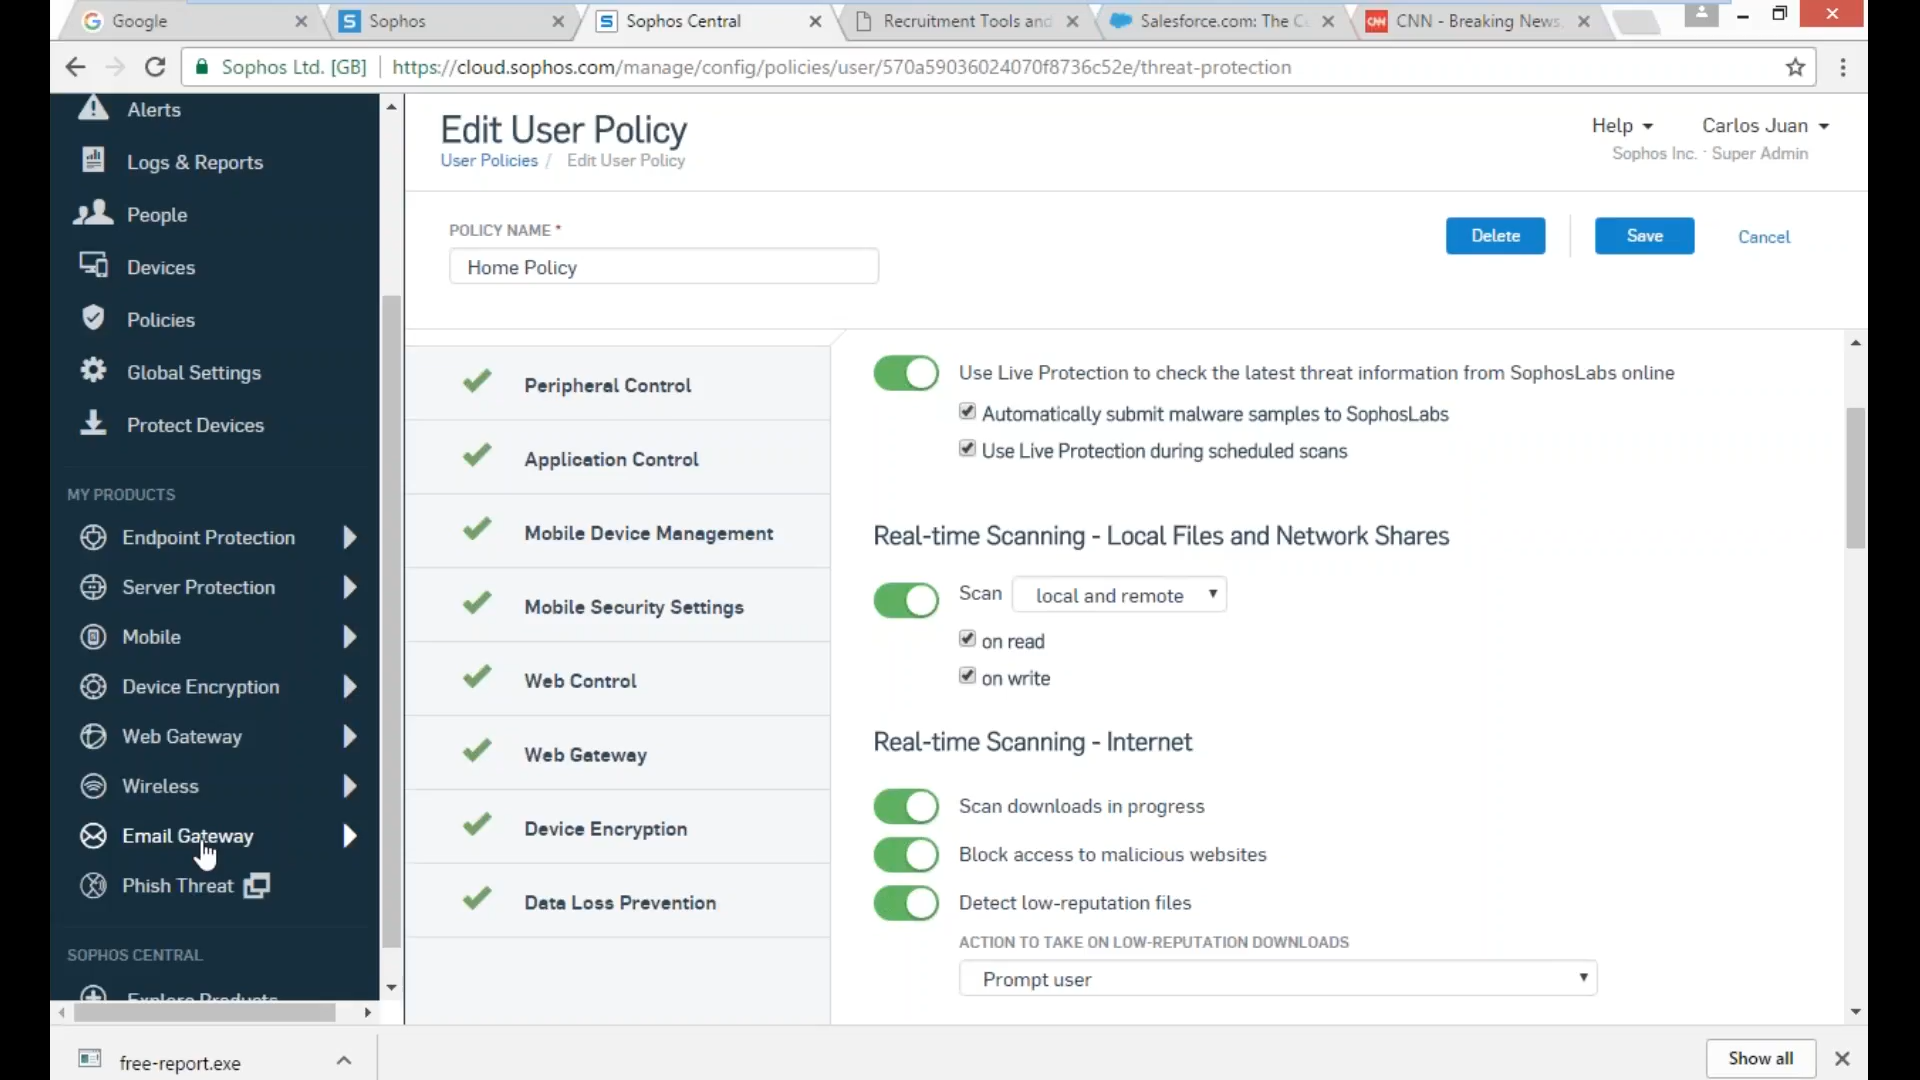 Google
Sophos
Sophos Central
Recruitment Tools and
Salesforce.com: The C
CNN - Breaking News,
Sophos Ltd. [GB]
https://cloud.sophos.com/manage/config/policies/user/570a59036024070f8736c52e/threat-protection
Alerts
Logs & Reports
People
Devices
Policies
Global Settings
Protect Devices
MY PRODUCTS
Endpoint Protection
Server Protection
Mobile
Device Encryption
Web Gateway
Wireless
Email Gateway
Phish Threat
SOPHOS CENTRAL
Explore Products
Edit User Policy
User Policies / Edit User Policy
Help
Carlos Juan
Sophos Inc. · Super Admin
POLICY NAME *
Home Policy
Delete
Save
Cancel
Peripheral Control
Application Control
Mobile Device Management
Mobile Security Settings
Web Control
Web Gateway
Device Encryption
Data Loss Prevention
Use Live Protection to check the latest threat information from SophosLabs online
Automatically submit malware samples to SophosLabs
Use Live Protection during scheduled scans
Real-time Scanning - Local Files and Network Shares
Scan local and remote
on read
on write
Real-time Scanning - Internet
Scan downloads in progress
Block access to malicious websites
Detect low-reputation files
ACTION TO TAKE ON LOW-REPUTATION DOWNLOADS
Prompt user
free-report.exe
Show all